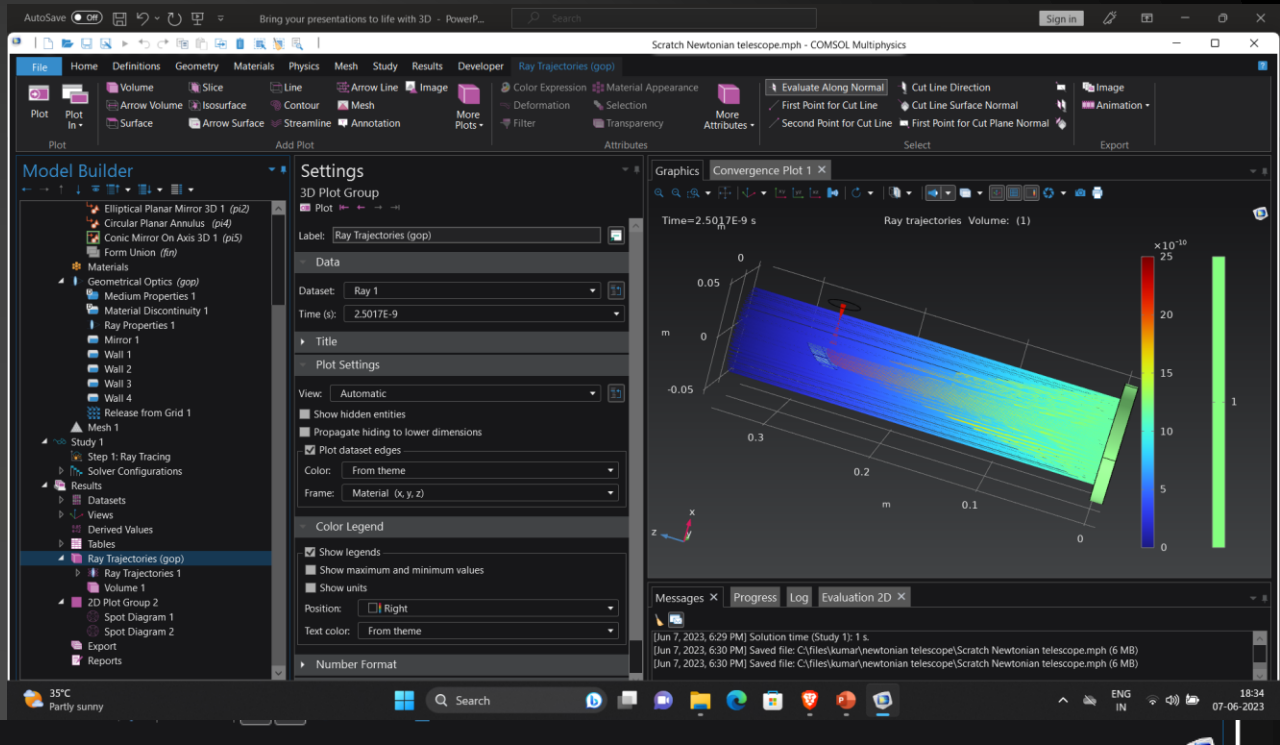 AutoSave Off Bring your presentations to life with 3D - PowerP... Search Sign in
Scratch Newtonian telescope.mph - COMSOL Multiphysics
File Home Definitions Geometry Materials Physics Mesh Study Results Developer Ray Trajectories (gop)
Plot
Plot In
Plot
Volume Slice Line Arrow Line Image
Arrow Volume Isosurface Contour Mesh
Surface Arrow Surface Streamline Annotation
More Plots
Add Plot
Color Expression Material Appearance
Deformation Selection
Filter Transparency
More Attributes
Attributes
Evaluate Along Normal Cut Line Direction
First Point for Cut Line Cut Line Surface Normal
Second Point for Cut Line First Point for Cut Plane Normal
Select
Image
Animation
Export
Model Builder
Elliptical Planar Mirror 3D 1 (pi2)
Circular Planar Annulus (pi4)
Conic Mirror On Axis 3D 1 (pi5)
Form Union (fin)
Materials
Geometrical Optics (gop)
Medium Properties 1
Material Discontinuity 1
Ray Properties 1
Mirror 1
Wall 1
Wall 2
Wall 3
Wall 4
Release from Grid 1
Mesh 1
Study 1
Step 1: Ray Tracing
Solver Configurations
Results
Datasets
Views
Derived Values
Tables
Ray Trajectories (gop)
Ray Trajectories 1
Volume 1
2D Plot Group 2
Spot Diagram 1
Spot Diagram 2
Export
Reports
Settings
3D Plot Group
Plot
Label: Ray Trajectories (gop)
Data
Dataset: Ray 1
Time (s): 2.5017E-9
Title
Plot Settings
View: Automatic
Show hidden entities
Propagate hiding to lower dimensions
Plot dataset edges
Color: From theme
Frame: Material (x, y, z)
Color Legend
Show legends
Show maximum and minimum values
Show units
Position: Right
Text color: From theme
Number Format
Graphics Convergence Plot 1
Time=2.5017E-9 s Ray trajectories Volume: (1)
m
0
0.05
m
0
-0.05
0.3
0.2
m
0.1
0
x
z
y
×10⁻¹⁰
25
20
15
10
5
0
1
Messages Progress Log Evaluation 2D
[Jun 7, 2023, 6:29 PM] Solution time (Study 1): 1 s.
[Jun 7, 2023, 6:30 PM] Saved file: C:\files\kumar\newtonian telescope\Scratch Newtonian telescope.mph (6 MB)
[Jun 7, 2023, 6:30 PM] Saved file: C:\files\kumar\newtonian telescope\Scratch Newtonian telescope.mph (6 MB)
35°C
Partly sunny
Search
ENG
IN
18:34
07-06-2023